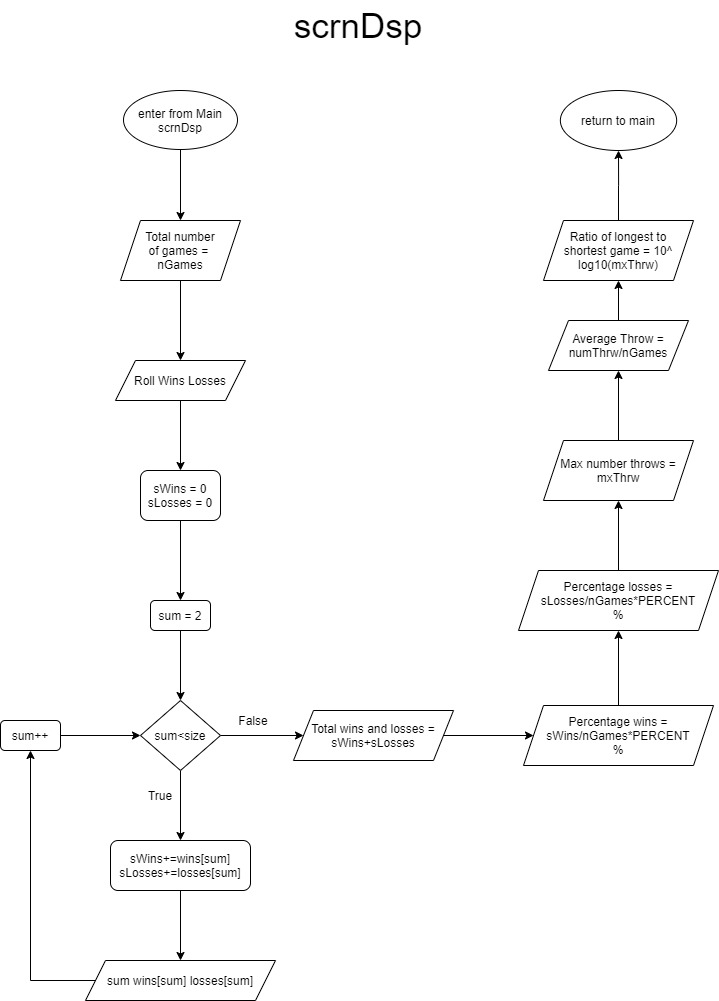 scrnDsp
enter from Main
scrnDsp
Total number
of games =
nGames
Roll Wins Losses
sWins = 0
sLosses = 0
sum = 2
sum++
sum<size
False
True
sWins+=wins[sum]
sLosses+=losses[sum]
sum wins[sum] losses[sum]
Total wins and losses =
sWins+sLosses
Percentage wins =
sWins/nGames*PERCENT
%
Percentage losses =
sLosses/nGames*PERCENT
%
Max number throws =
mxThrw
Average Throw =
numThrw/nGames
Ratio of longest to
shortest game = 10^
log10(mxThrw)
return to main